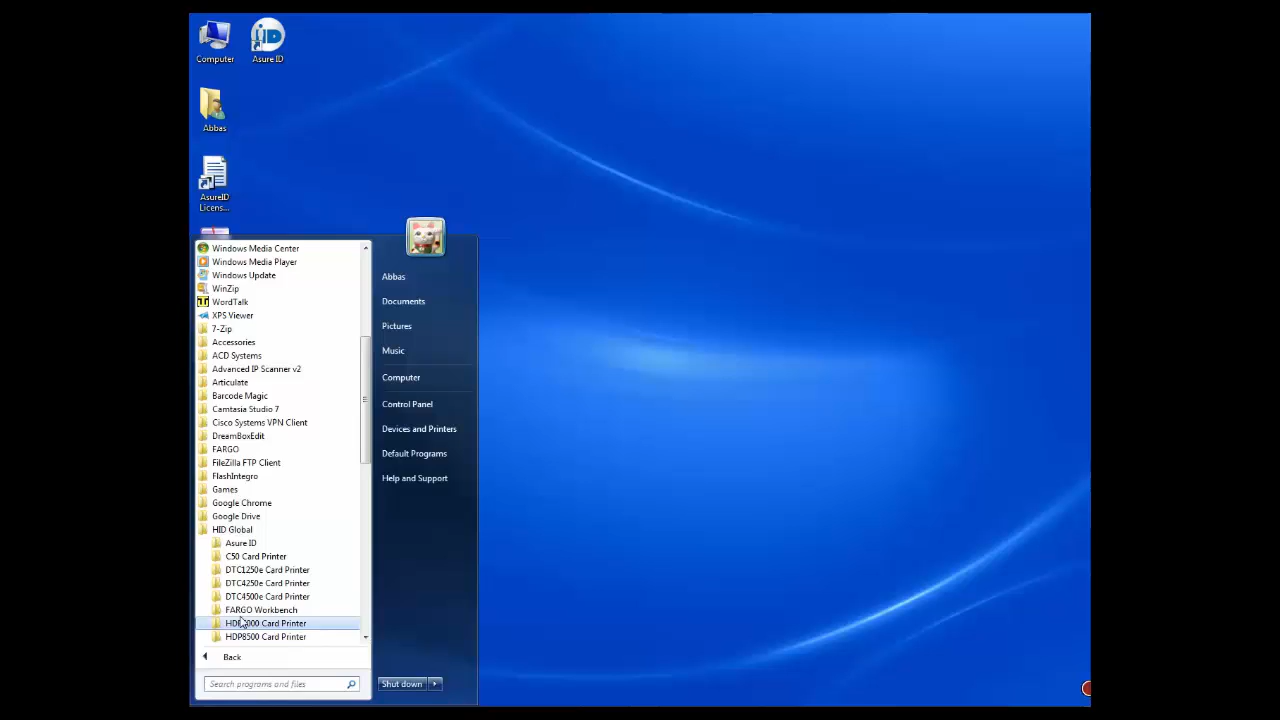 Computer
Asure ID
Abbas
AsureID
Licens...
Windows Media Center
Windows Media Player
Windows Update
WinZip
WordTalk
XPS Viewer
7-Zip
Accessories
ACD Systems
Advanced IP Scanner v2
Articulate
Barcode Magic
Camtasia Studio 7
Cisco Systems VPN Client
DreamBoxEdit
FARGO
FileZilla FTP Client
FlashIntegro
Games
Google Chrome
Google Drive
HID Global
Asure ID
C50 Card Printer
DTC1250e Card Printer
DTC4250e Card Printer
DTC4500e Card Printer
FARGO Workbench
Card Printer
HDP8500 Card Printer
Back
Search programs and files
Abbas
Documents
Pictures
Music
Computer
Control Panel
Devices and Printers
Default Programs
Help and Support
Shut down